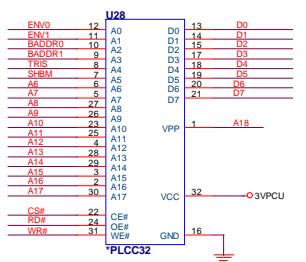 U28
ENV0 12 A0 D0 13 D0
ENV1 11 A1 D1 14 D1
BADDR0 10 A2 D2 15 D2
BADDR1 9 A3 D3 17 D3
TRIS 8 A4 D4 18 D4
SHBM 7 A5 D5 19 D5
A6 6 A6 D6 20 D6
A7 5 A7 D7 21 D7
A8 27 A8
A9 26 A9
A10 23 A10 VPP 1 A18
A11 25 A11
A12 4 A12
A13 28 A13
A14 29 A14
A15 3 A15
A16 2 A16
A17 30 A17 VCC 32 3VPCU
CS# 22 CE#
RD# 24 OE#
WR# 31 WE# GND 16
*PLCC32